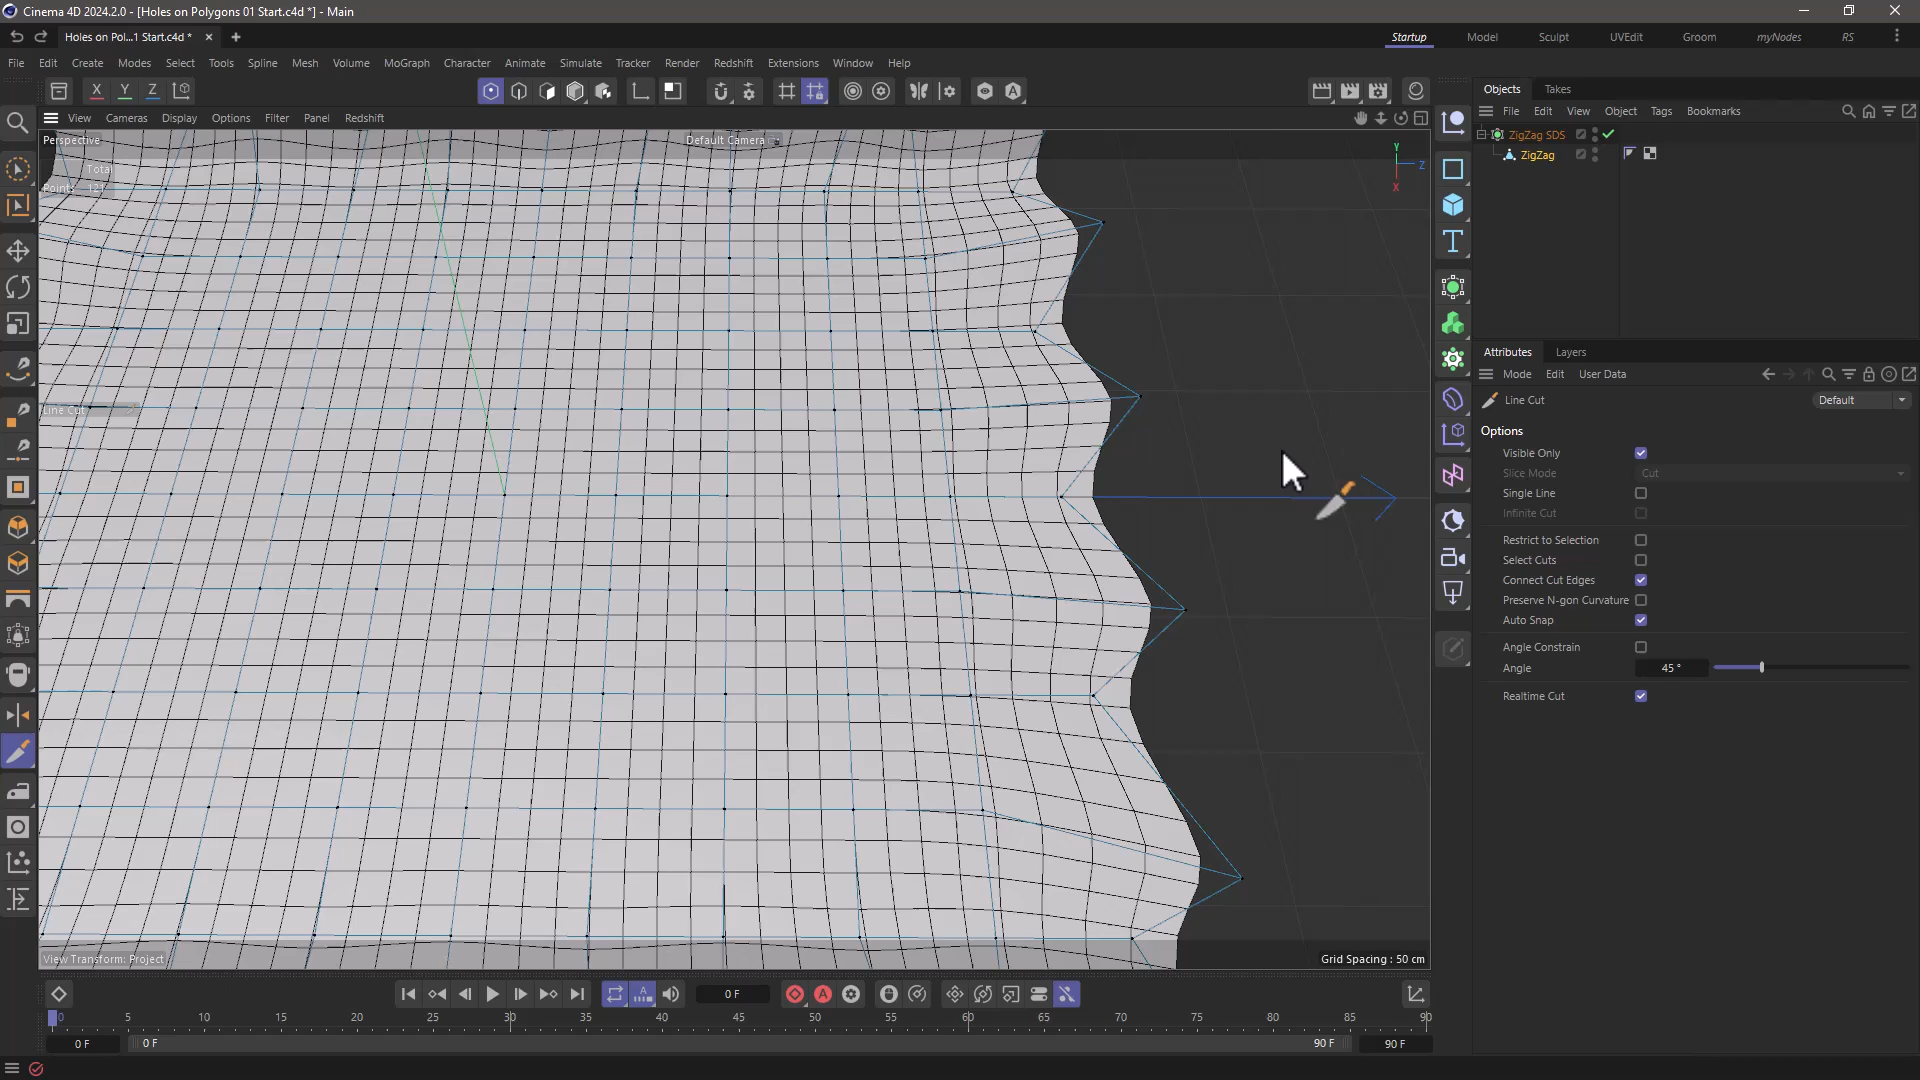 Cinema 4D 2024.2.0 - [Holes on Polygons 01 Start.c4d *] - Main
Holes on Pol...1 Start.c4d *
Startup
Model
Sculpt
UVEdit
Groom
myNodes
RS
File Edit Create Modes Select Tools Spline Mesh Volume MoGraph Character Animate Simulate Tracker Render Redshift Extensions Window Help
X Y Z
View Cameras Display Options Filter Panel Redshift
Perspective
Default Camera
Total
Points 121
Line Cut
Y
Z
X
View Transform: Project
Grid Spacing : 50 cm
Objects Takes
File Edit View Object Tags Bookmarks
ZigZag SDS
ZigZag
Attributes Layers
Mode Edit User Data
Line Cut
Default
Options
Visible Only
Slice Mode Cut
Single Line
Infinite Cut
Restrict to Selection
Select Cuts
Connect Cut Edges
Preserve N-gon Curvature
Auto Snap
Angle Constrain
Angle 45 °
Realtime Cut
0 F
0 5 10 15 20 25 30 35 40 45 50 55 60 65 70 75 80 85 90
0 F
0 F
90 F
90 F